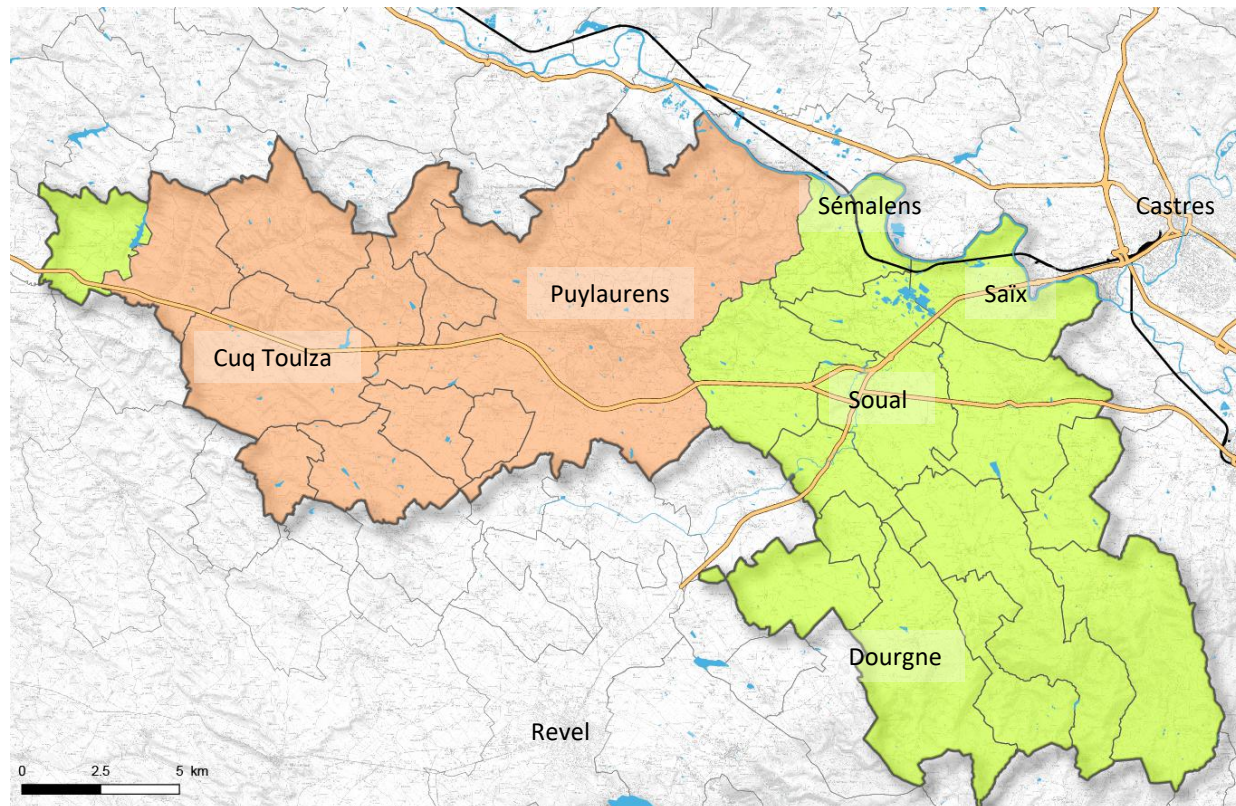 Sémalens
Castres
Puylaurens
Saïx
Cuq Toulza
Soual
Dourgne
Revel
0 2.5 5 km